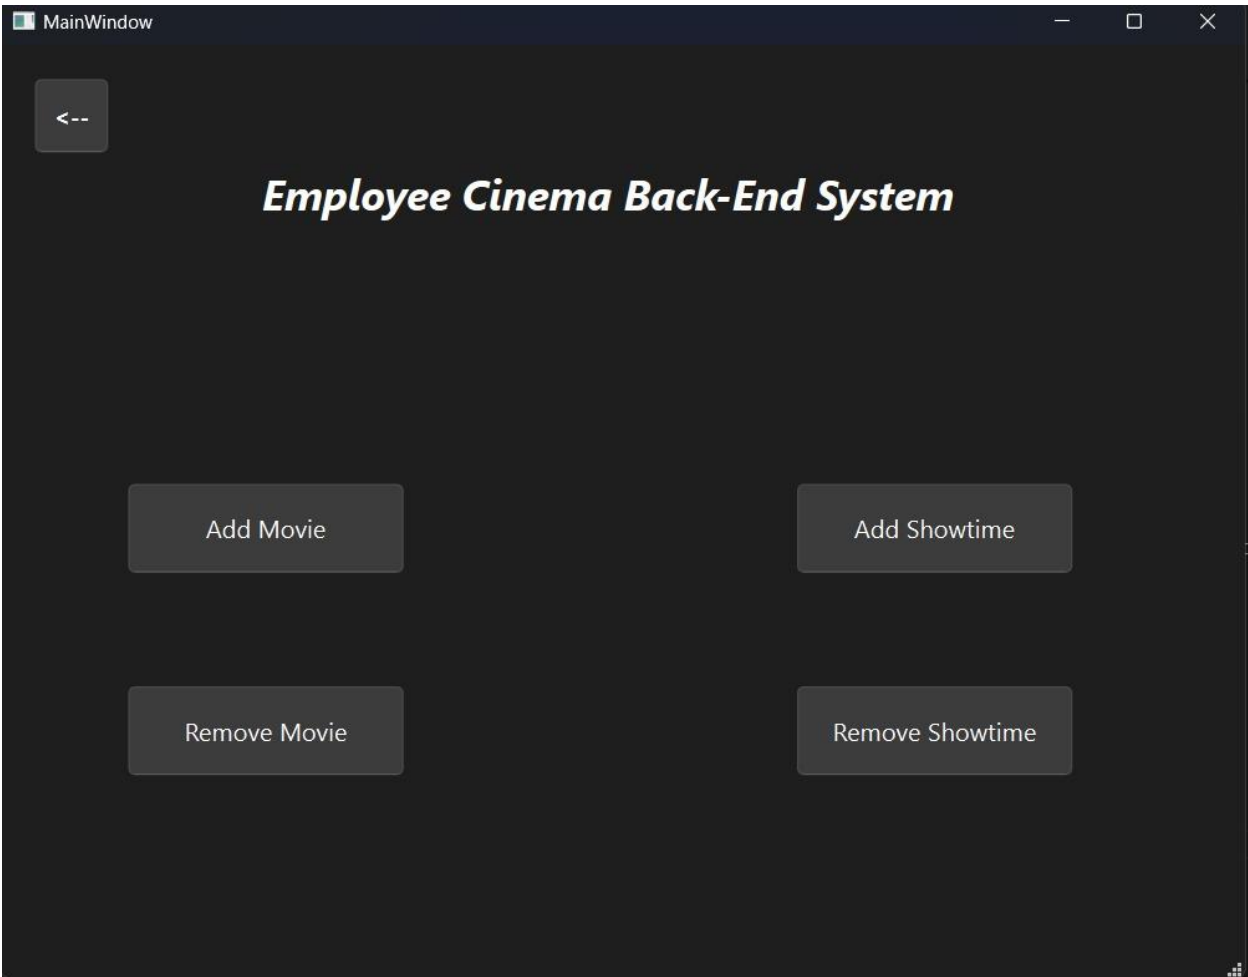 MainWindow
<--
Employee Cinema Back-End System
Add Movie
Add Showtime
Remove Movie
Remove Showtime